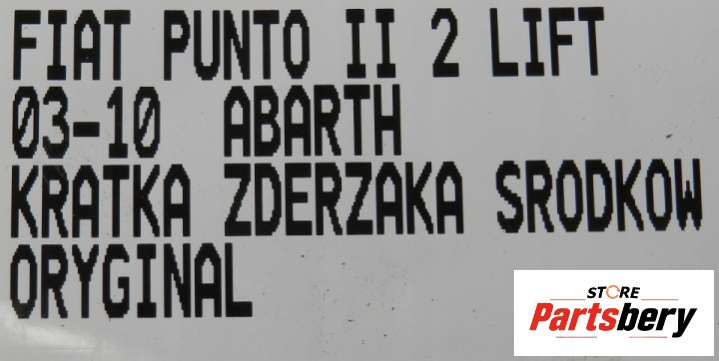 FIAT PUNTO II 2 LIFT
03-10 ABARTH
KRATKA ZDERZAKA SRODKOW
ORYGINAL
STORE
Partsbery